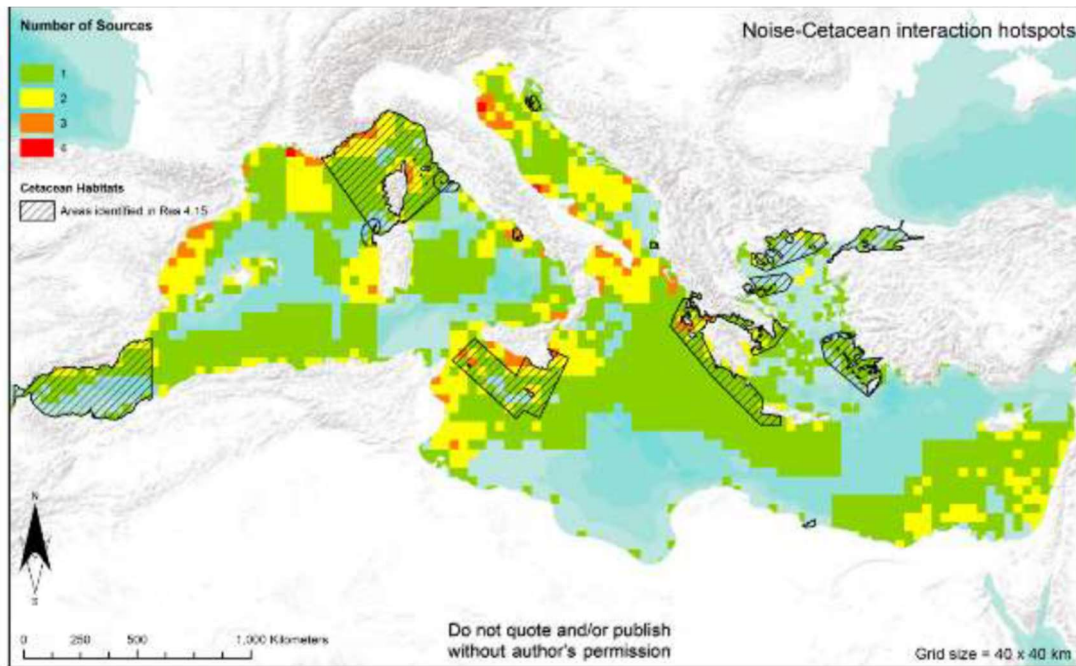 Number of Sources
Noise-Cetacean interaction hotspots
1
2
3
4
Cetacean Habitats
Areas identified in Res 4.15
N
S
0 250 500 1,000 Kilometers
Do not quote and/or publish
without author's permission
Grid size = 40 x 40 km